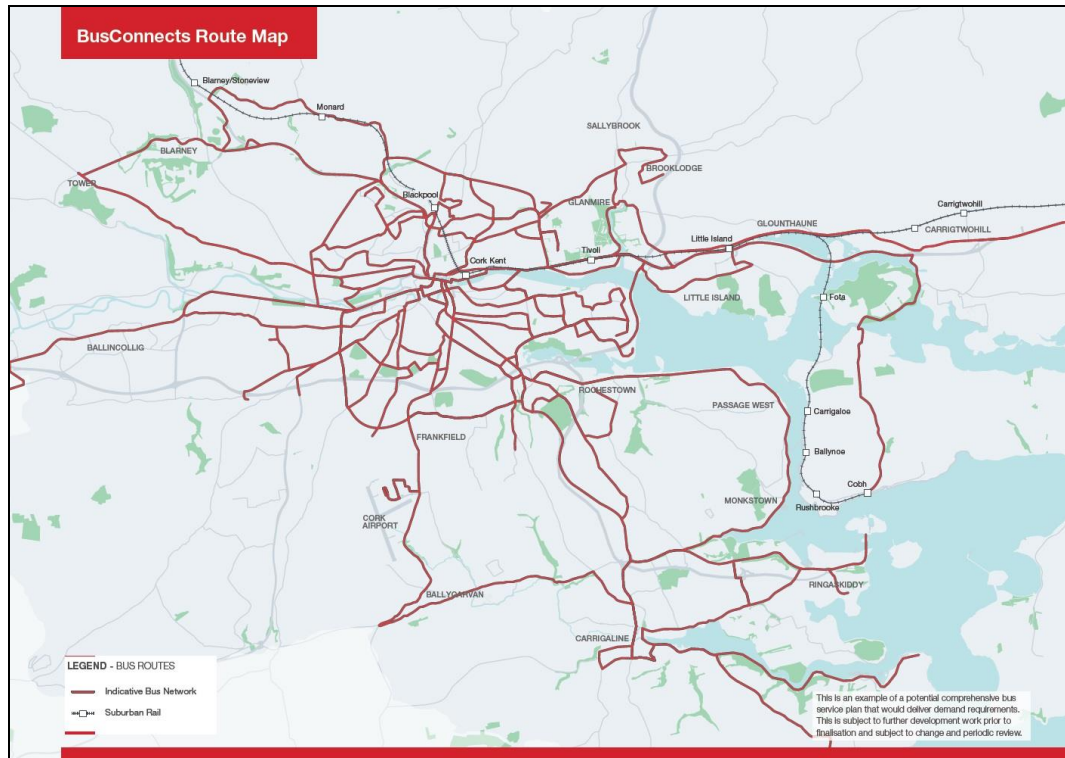 BusConnects Route Map
Blarney/Stoneview
Monard
SALLYBROOK
BLARNEY
BROOKLODGE
TOWER
Blackpool
GLANMIRE
Carrigtwohill
GLOUNTHAUNE
CARRIGTWOHILL
Little Island
Tivoli
Cork Kent
LITTLE ISLAND
Fota
BALLINCOLLIG
ROCHESTOWN
PASSAGE WEST
Carrigaloe
FRANKFIELD
Ballynoe
MONKSTOWN
Cobh
Rushbrooke
CORK
AIRPORT
RINGASKIDDY
BALLYGARVAN
CARRIGALINE
LEGEND - BUS ROUTES
Indicative Bus Network
Suburban Rail
This is an example of a potential comprehensive bus
service plan that would deliver demand requirements.
This is subject to further development work prior to
finalisation and subject to change and periodic review.